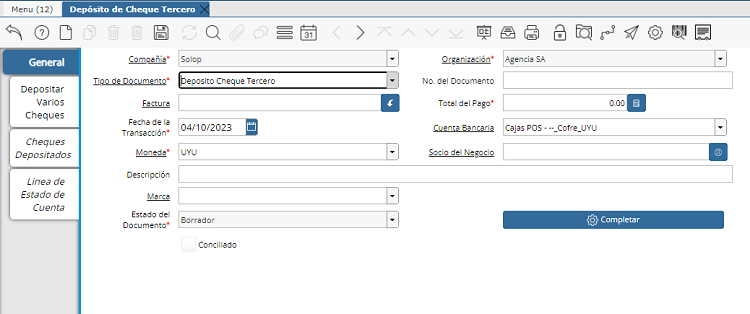 Menu (12) Depósito de Cheque Tercero
31
General
Compañía* Solop Organización* Agencia SA
Depositar Varios Cheques
Tipo de Documento* Deposito Cheque Tercero No. del Documento
Factura Total del Pago* 0.00
Fecha de la Transacción* 04/10/2023 Cuenta Bancaria Cajas POS - --_Cofre_UYU
Cheques Depositados
Moneda* UYU Socio del Negocio
Descripción
Linea de Estado de Cuenta
Marca
Estado del Documento* Borrador Completar
Conciliado